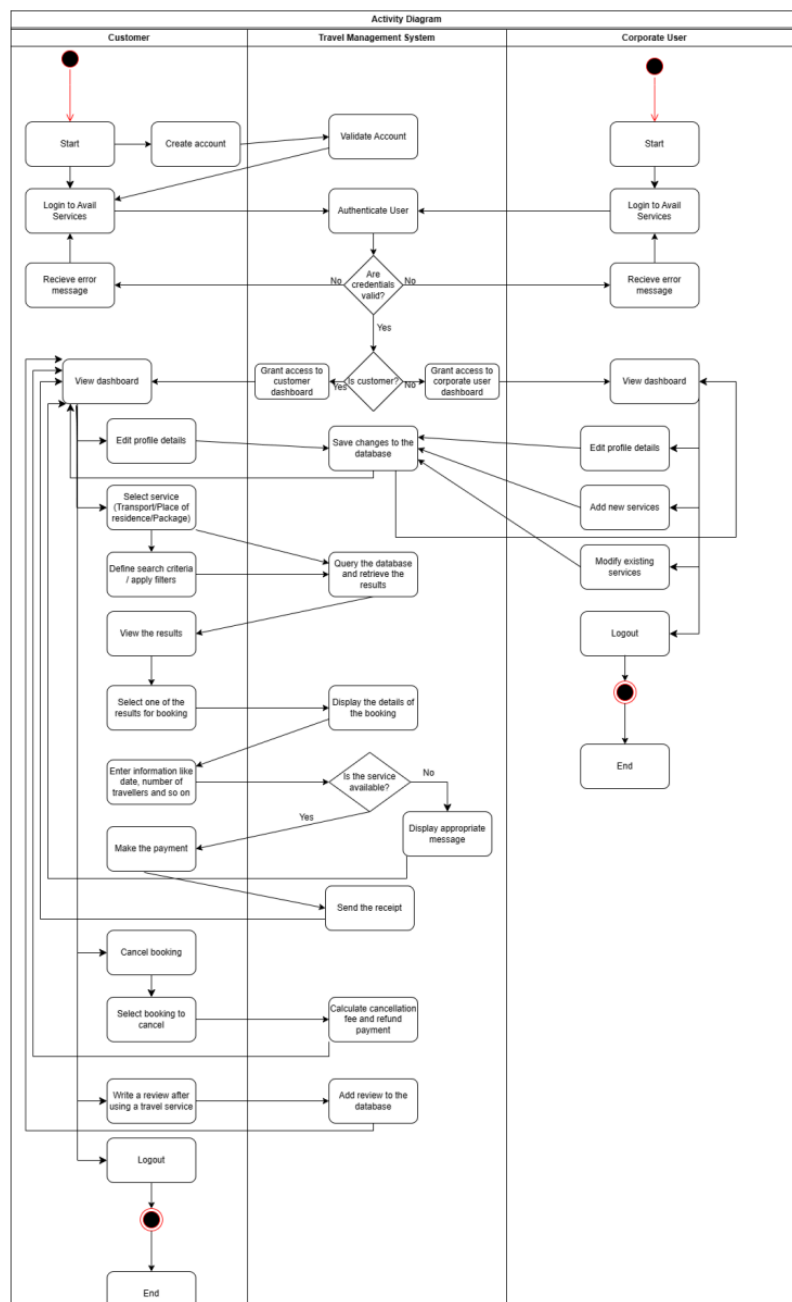 Activity Diagram
Customer
Travel Management System
Corporate User
Start
Create account
Validate Account
Start
Login to Avail
Services
Authenticate User
Login to Avail
Services
Recieve error
message
No
Are
credentials
valid?
No
Recieve error
message
Yes
View dashboard
Grant access to
customer
dashboard
Yes
Is customer?
No
Grant access to
corporate user
dashboard
View dashboard
Edit profile details
Save changes to the
database
Edit profile details
Select service
(Transport/Place of
residence/Package)
Add new services
Define search criteria
/ apply filters
Query the database
and retrieve the
results
Modify existing
services
View the results
Logout
Select one of the
results for booking
Display the details of
the booking
Enter information like
date, number of
travellers and so on
Is the service
available?
No
End
Yes
Make the payment
Display appropriate
message
Send the receipt
Cancel booking
Select booking to
cancel
Calculate cancellation
fee and refund
payment
Write a review after
using a travel service
Add review to the
database
Logout
End